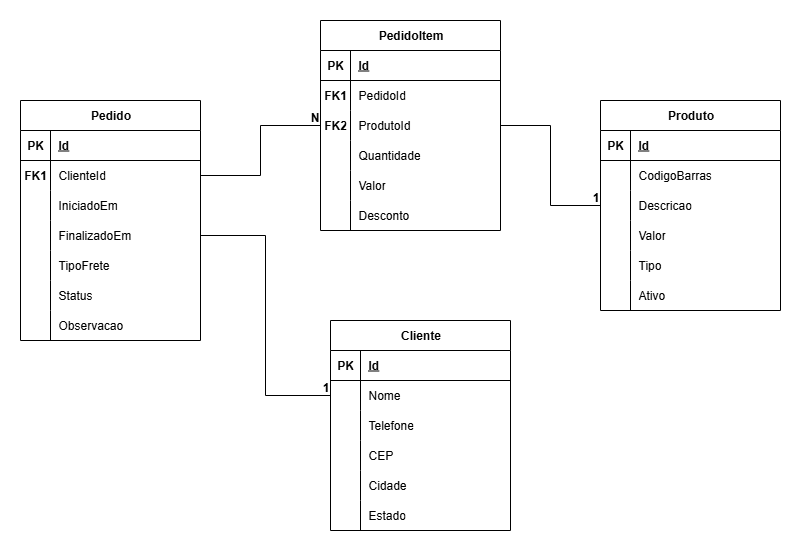 PedidoItem
PK Id
FK1 PedidoId
N FK2 ProdutoId
Quantidade
Valor
Desconto
Pedido
PK Id
FK1 ClienteId
IniciadoEm
FinalizadoEm
TipoFrete
Status
Observacao
Produto
PK Id
CodigoBarras
1 Descricao
Valor
Tipo
Ativo
Cliente
PK Id
1 Nome
Telefone
CEP
Cidade
Estado